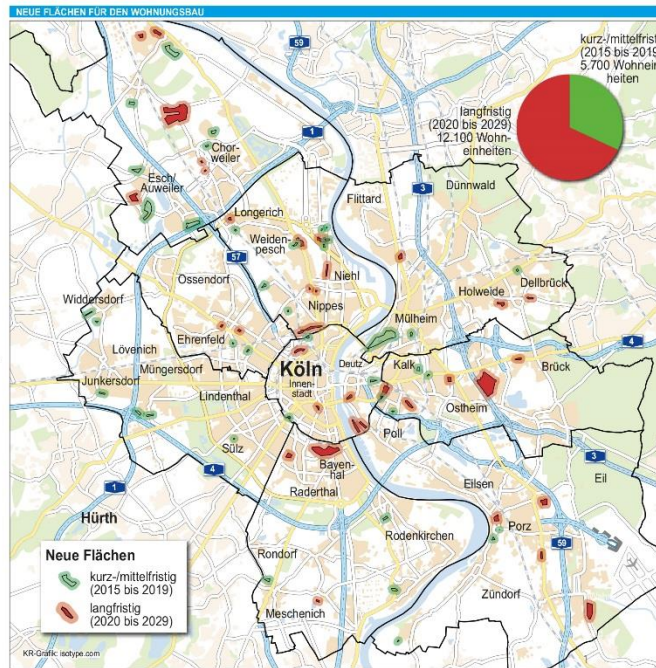 NEUE FLÄCHEN FÜR DEN WOHNUNGSBAU
kurz-/mittelfrist
(2015 bis 2019
5.700 Wohnein
heiten
langfristig
(2020 bis 2029)
12.100 Wohn-
einheiten
59
1
Chor-
weiler
Esch/
Auweiler
3
Dünnwald
Flittard
Longerich
Weiden-
pesch
57
Niehl
Ossendorf
Dellbrück
Holweide
Widdersdorf
Nippes
Mülheim
Ehrenfeld
4
Lövenich
Köln
Innen-
stadt
Deutz
Kalk
Brück
Müngersdorf
Junkersdorf
Lindenthal
Ostheim
Poll
Sülz
Bayen-
hal
4
3
Raderthal
Eilsen
Eil
1
Hürth
Porz
Rodenkirchen
59
Rondorf
Zündorf
Meschenich
Neue Flächen
kurz-/mittelfristig
(2015 bis 2019)
langfristig
(2020 bis 2029)
KR-Grafik: isotype.com